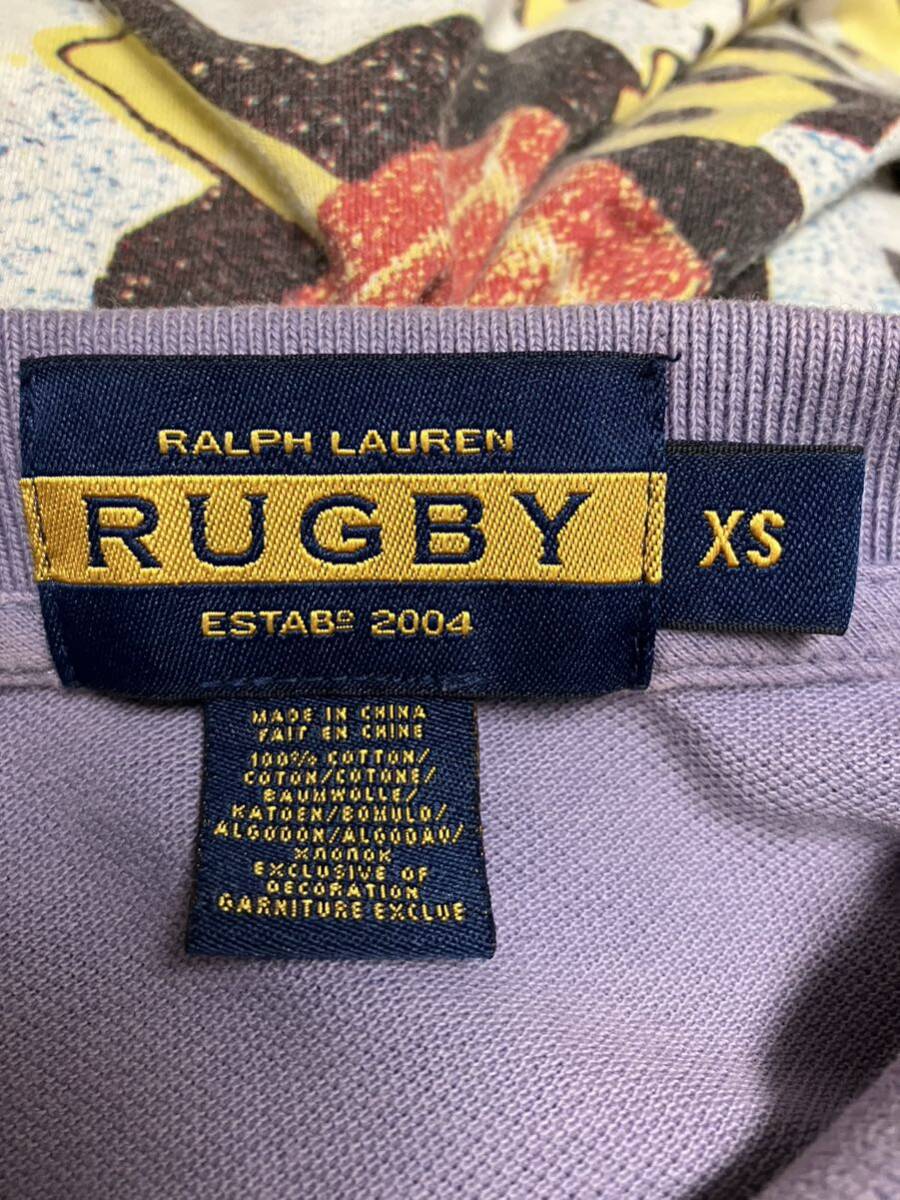 RALPH LAUREN
RUGBY
XS
ESTABº 2004
MADE IN CHINA
FAIT EN CHINE
100% COTTON/
COTON/COTONE/
BAUMWOLLE/
KATOEN/BOMULD/
ALGODON/ALGODAO/
ХЛОПОК
EXCLUSIVE OF
DECORATION
GARNITURE EXCLUE